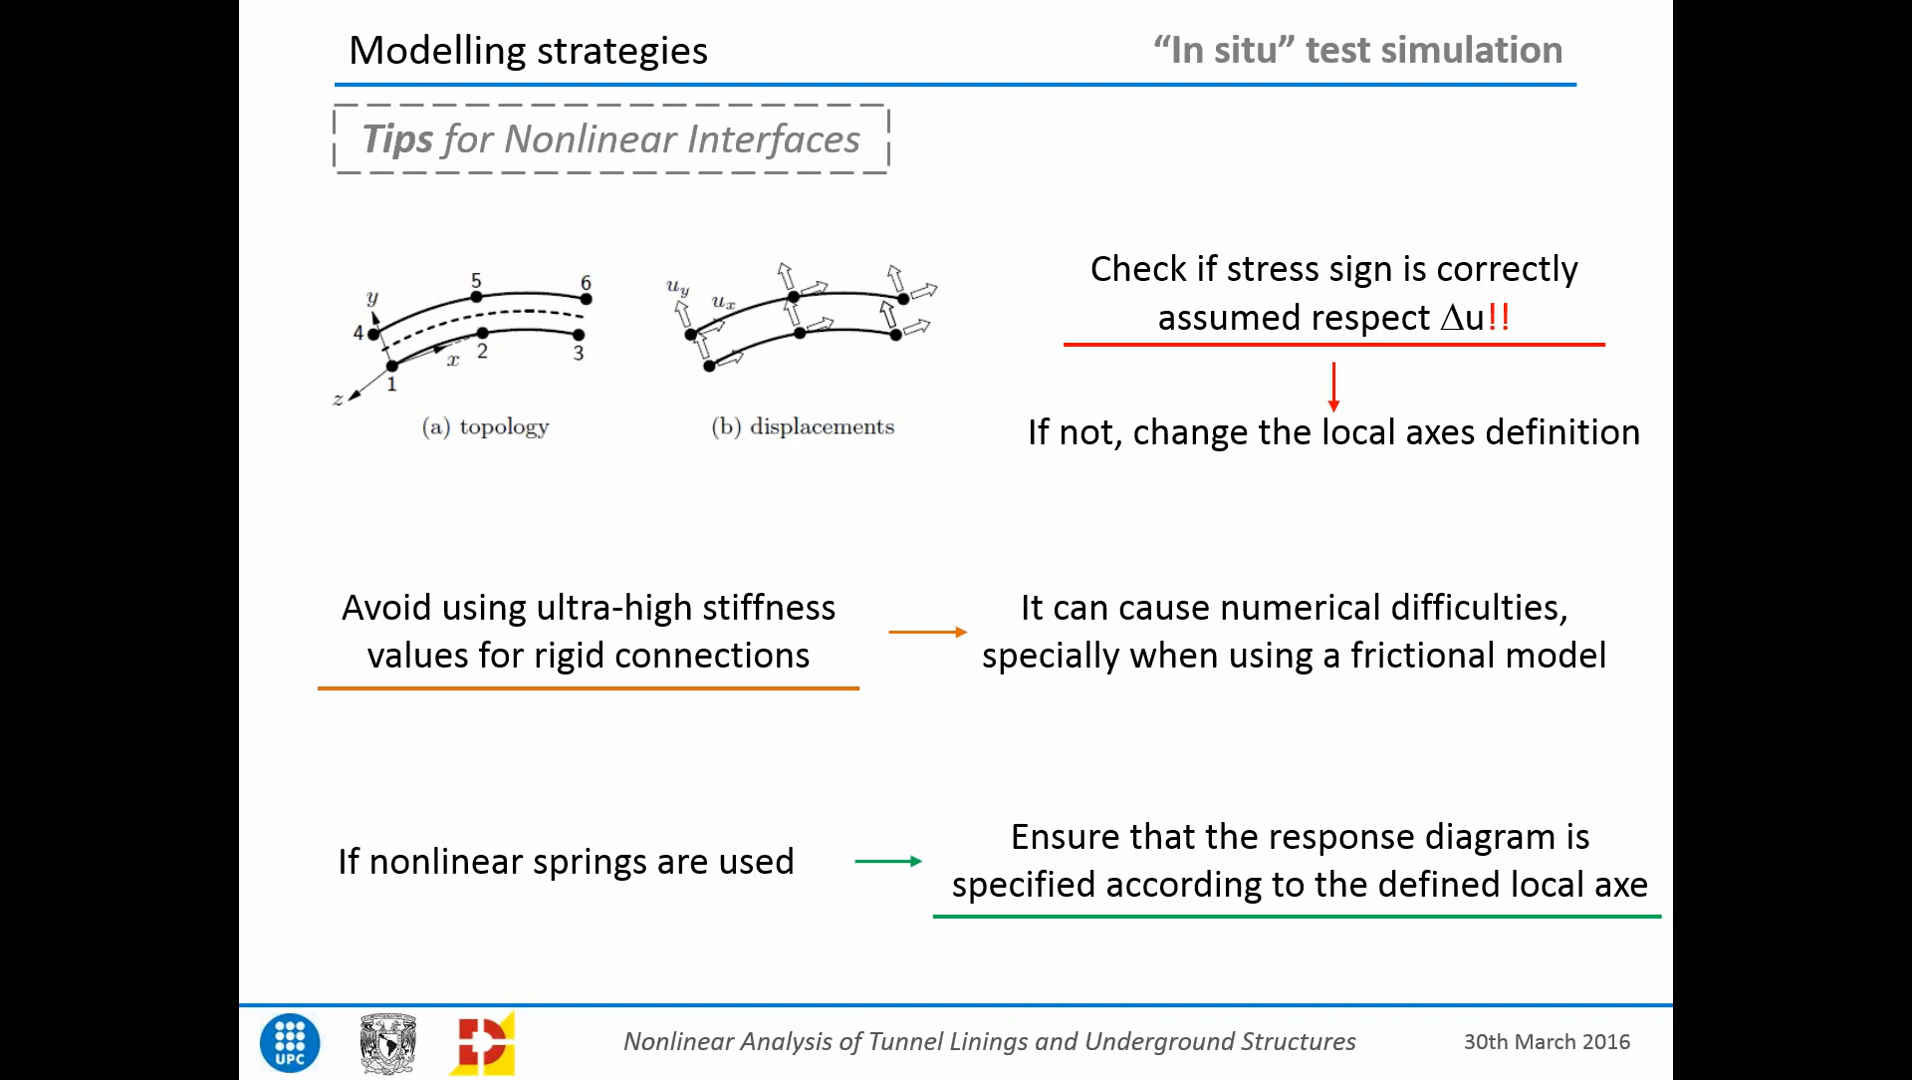 Modelling strategies
“In situ” test simulation
Tips for Nonlinear Interfaces
5
6
y
4
x
2
3
1
z
(a) topology
uy
ux
(b) displacements
Check if stress sign is correctly
assumed respect Δu!!
If not, change the local axes definition
Avoid using ultra-high stiffness
values for rigid connections
It can cause numerical difficulties,
specially when using a frictional model
If nonlinear springs are used
Ensure that the response diagram is
specified according to the defined local axe
UPC
Nonlinear Analysis of Tunnel Linings and Underground Structures
30th March 2016